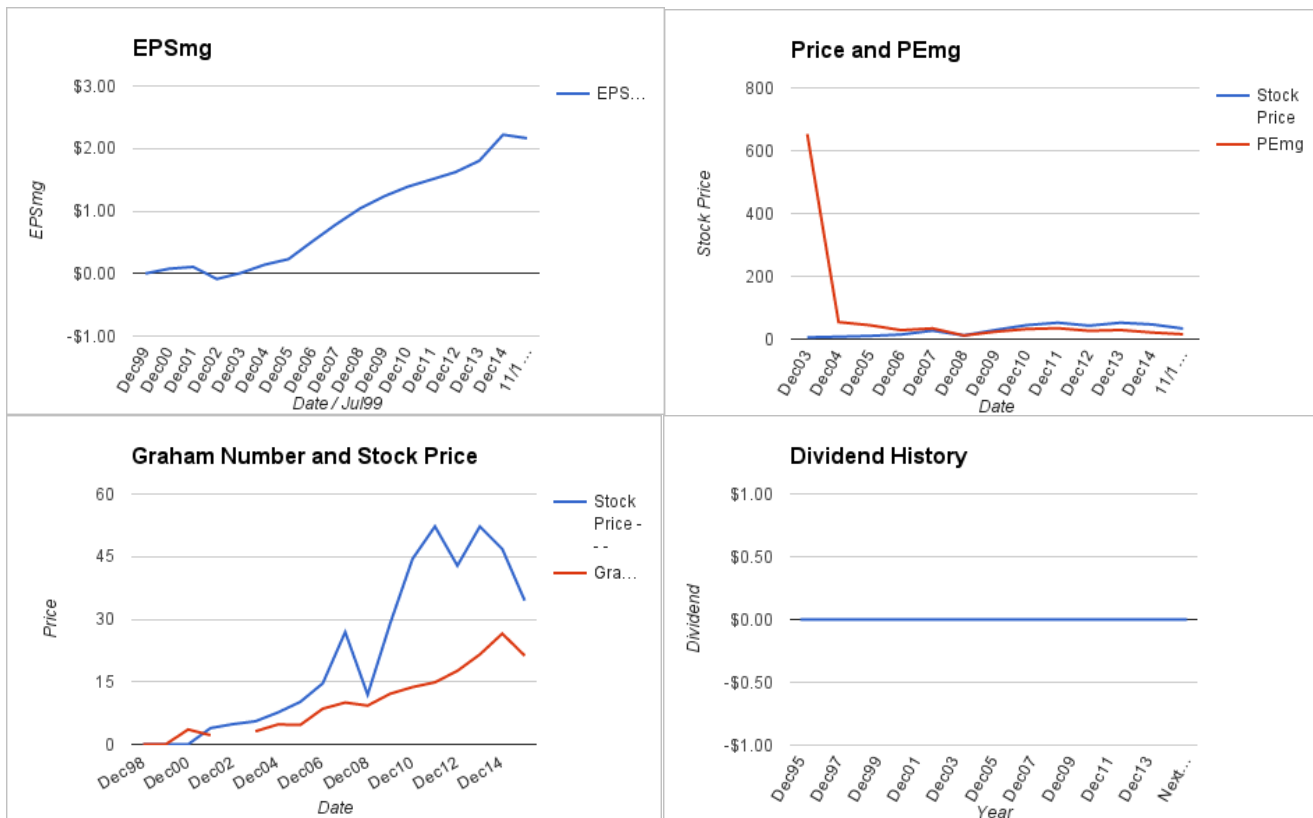 EPSmg
$3.00
$2.00
$1.00
$0.00
-$1.00
EPSmg
Dec99
Dec00
Dec01
Dec02
Dec03
Dec04
Dec05
Dec06
Dec07
Dec08
Dec09
Dec10
Dec11
Dec12
Dec13
Dec14
11/1...
Date / Jul99
EPS...
Price and PEmg
800
600
400
200
0
Stock Price
Dec03
Dec04
Dec05
Dec06
Dec07
Dec08
Dec09
Dec10
Dec11
Dec12
Dec13
Dec14
11/1...
Date
Stock
Price
PEmg
Graham Number and Stock Price
60
45
30
15
0
Price
Dec98
Dec00
Dec02
Dec04
Dec06
Dec08
Dec10
Dec12
Dec14
Date
Stock
Price -
- -
Gra...
Dividend History
$1.00
$0.50
$0.00
-$0.50
-$1.00
Dividend
Dec95
Dec97
Dec99
Dec01
Dec03
Dec05
Dec07
Dec09
Dec11
Dec13
Next...
Year